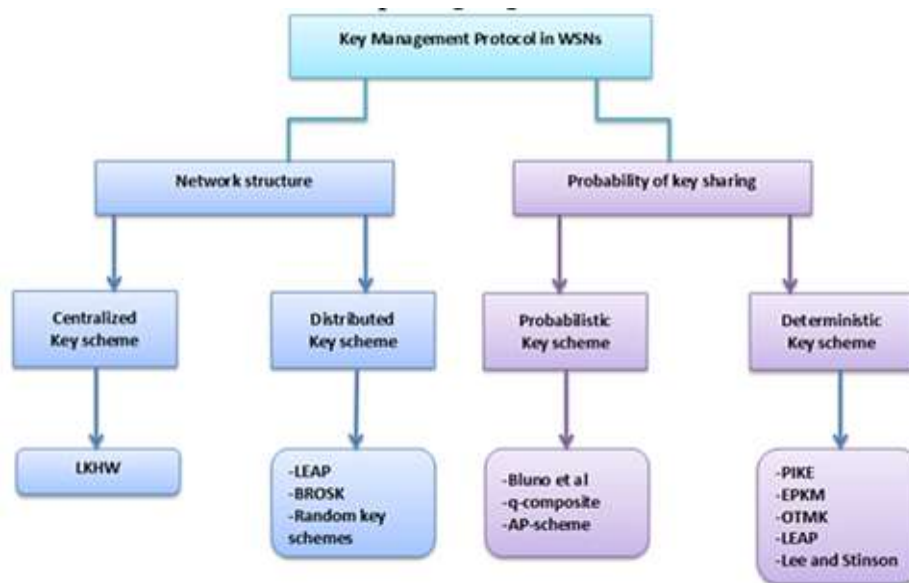 Key Management Protocol in WSNs
Network structure
Probability of key sharing
Centralized
Key scheme
Distributed
Key scheme
Probabilistic
Key scheme
Deterministic
Key scheme
LKHW
-LEAP
-BROSK
-Random key
schemes
-Bluno et al
-q-composite
-AP-scheme
-PIKE
-EPKM
-OTMK
-LEAP
-Lee and Stinson